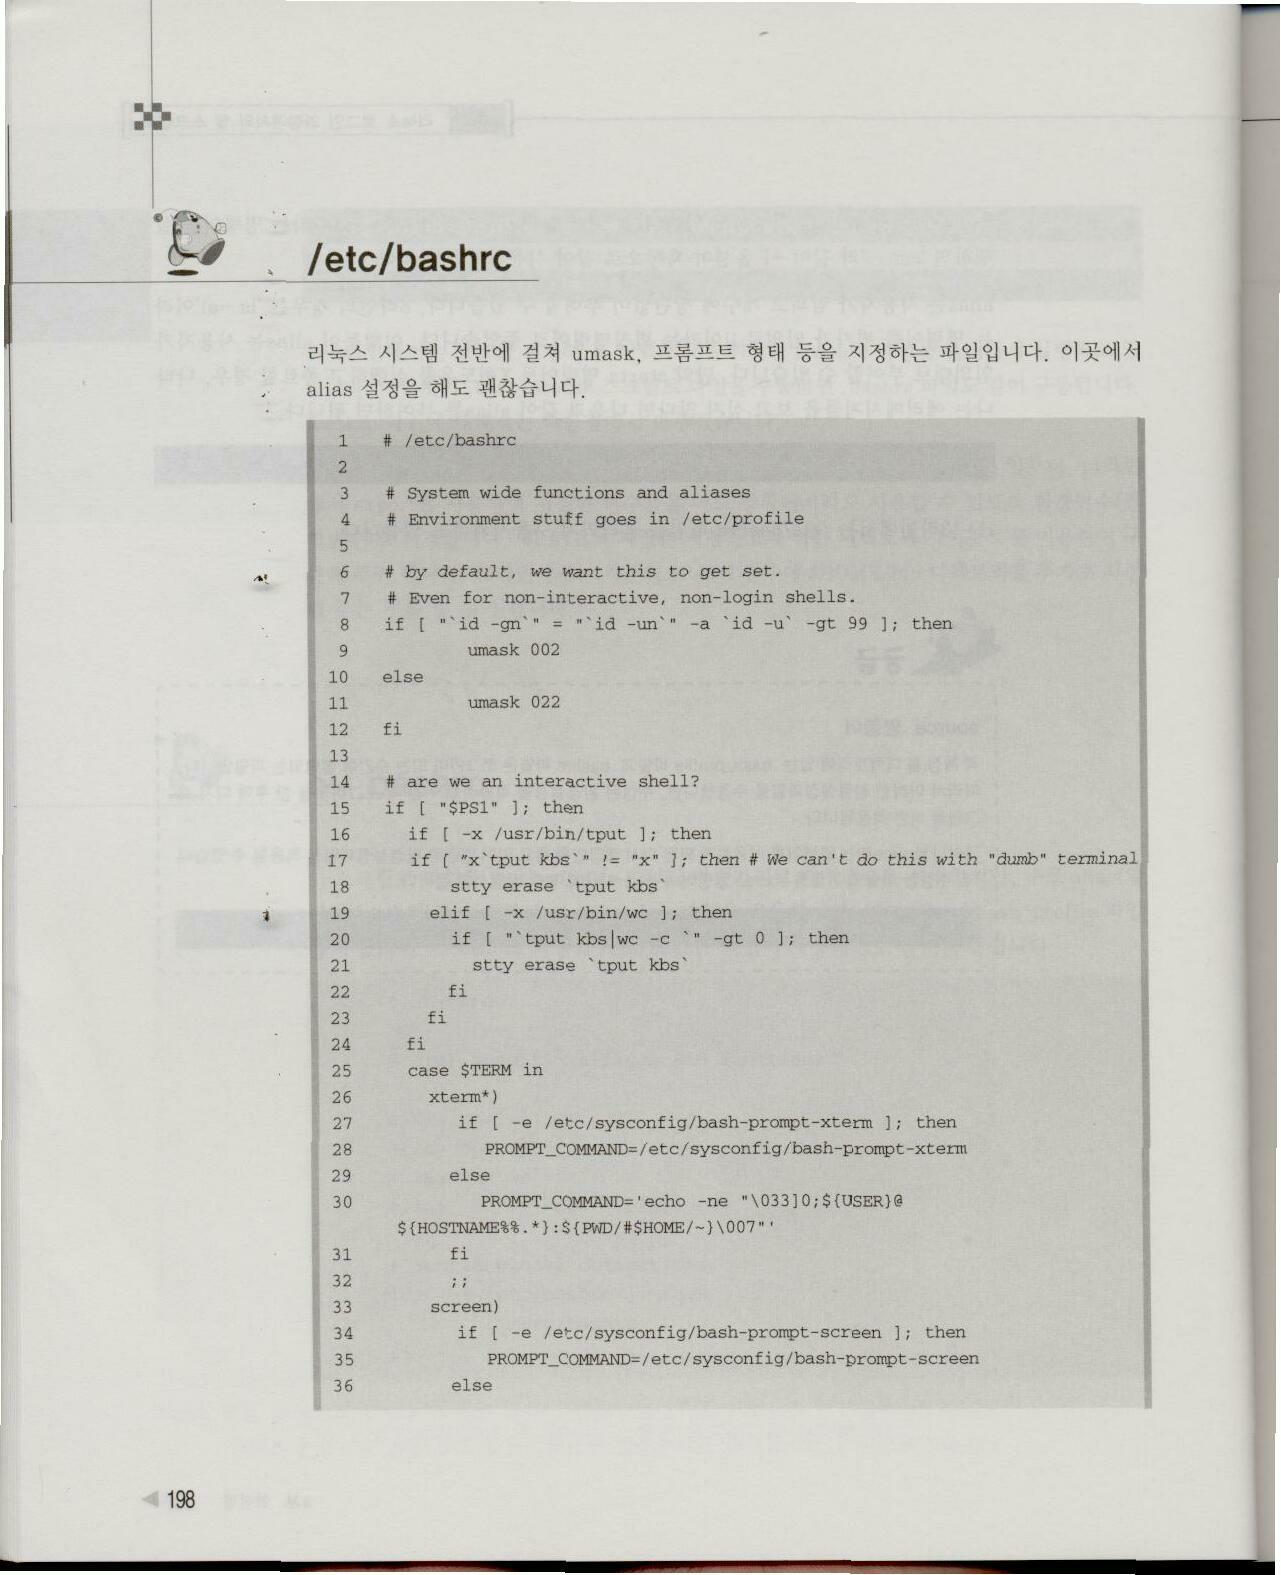 /etc/bashrc
리눅스 시스템 전반에 걸쳐 umask, 프롬프트 형태 등을 지정하는 파일입니다. 이곳에서
alias 설정을 해도 괜찮습니다.
1 # /etc/bashrc
2
3 # System wide functions and aliases
4 # Environment stuff goes in /etc/profile
5
6 # by default, we want this to get set.
7 # Even for non-interactive, non-login shells.
8 if [ "`id -gn`" = "`id -un`" -a `id -u` -gt 99 ]; then
9 umask 002
10 else
11 umask 022
12 fi
13
14 # are we an interactive shell?
15 if [ "$PS1" ]; then
16 if [ -x /usr/bin/tput ]; then
17 if [ "x`tput kbs`" != "x" ]; then # We can't do this with "dumb" terminal
18 stty erase `tput kbs`
19 elif [ -x /usr/bin/wc ]; then
20 if [ "`tput kbs|wc -c `" -gt 0 ]; then
21 stty erase `tput kbs`
22 fi
23 fi
24 fi
25 case $TERM in
26 xterm*)
27 if [ -e /etc/sysconfig/bash-prompt-xterm ]; then
28 PROMPT_COMMAND=/etc/sysconfig/bash-prompt-xterm
29 else
30 PROMPT_COMMAND='echo -ne "\033]0;${USER}@
${HOSTNAME%%.*}:${PWD/#$HOME/~}\007"'
31 fi
32 ;;
33 screen)
34 if [ -e /etc/sysconfig/bash-prompt-screen ]; then
35 PROMPT_COMMAND=/etc/sysconfig/bash-prompt-screen
36 else
198